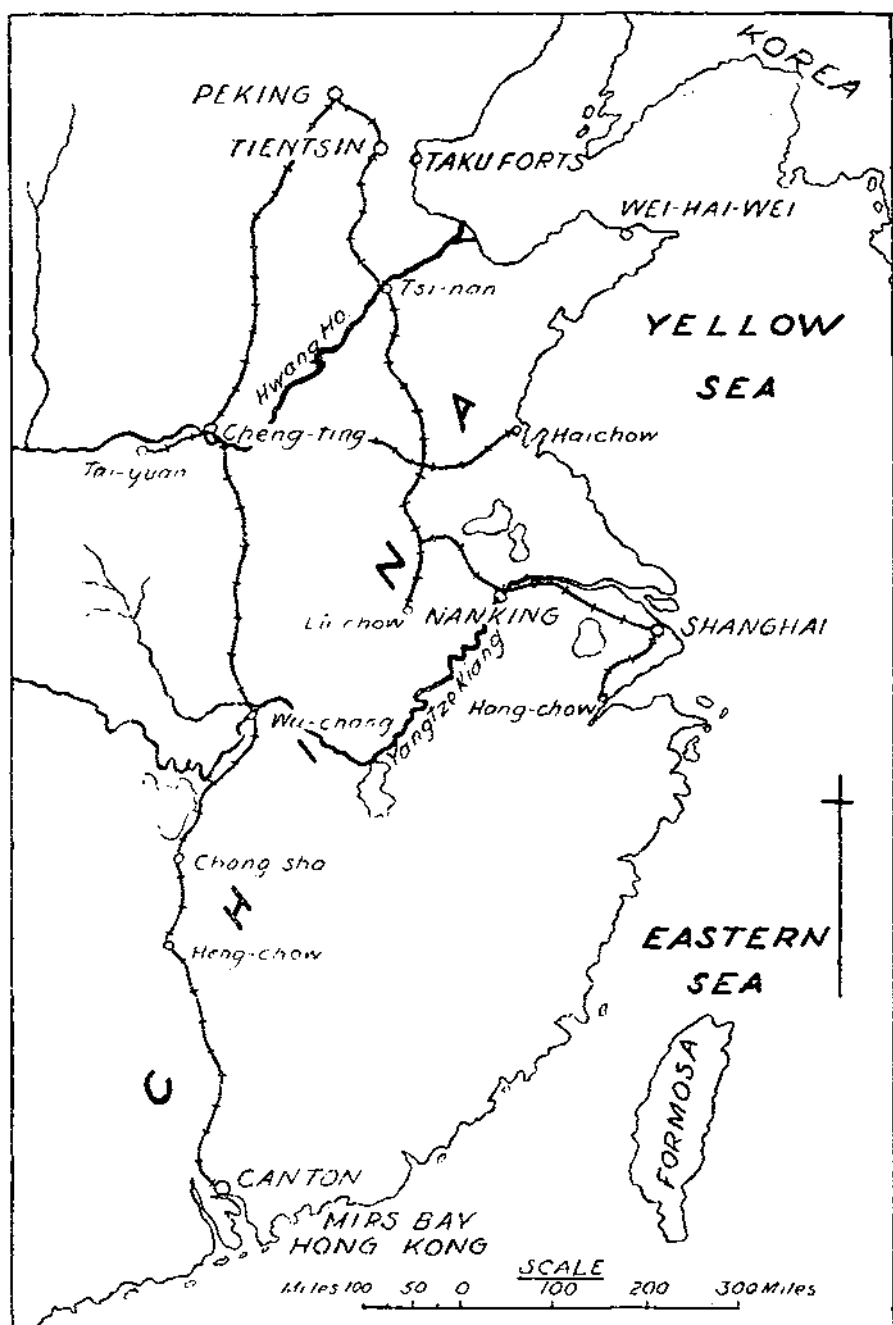 KOREA
PEKING
TIENTSIN
TAKU FORTS
WEI-HAI-WEI
Tsi-nan
YELLOW
SEA
Hwang Ho.
Cheng-ting
Tai-yuan
Haichow
Lu chow
NANKING
SHANGHAI
Hang-chow
Wu-chang
Yangtze Kiang
Chang sha
Heng-chow
CHINA
EASTERN
SEA
FORMOSA
CANTON
MIRS BAY
HONG KONG
SCALE
Miles 100 50 0 100 200 300 Miles